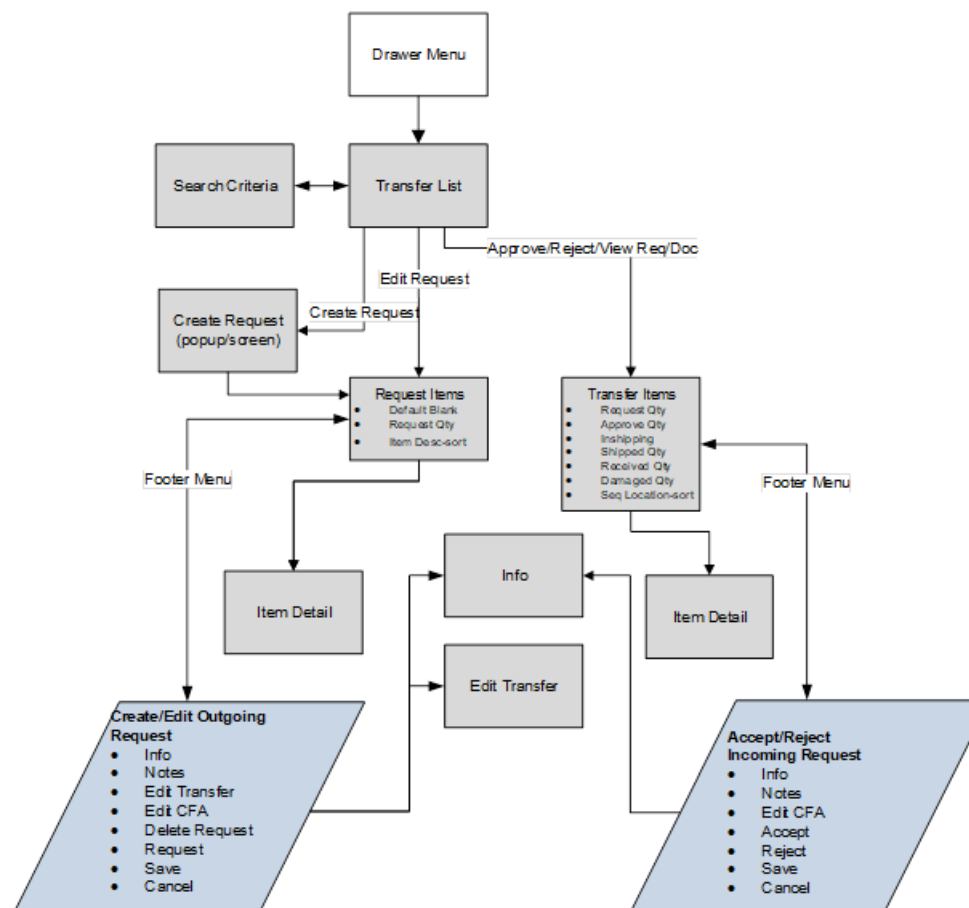 Drawer Menu
Search Criteria
Transfer List
Approve/Reject/View Req/Doc
Edit Request
Create Request
Create Request
(popup/screen)
Request Items
• Default Blank
• Request Qty
• Item Desc-sort
Transfer Items
• Request Qty
• Approve Qty
• Inshipping
• Shipped Qty
• Received Qty
• Damaged Qty
• Seq Location-sort
Footer Menu
Footer Menu
Info
Item Detail
Item Detail
Edit Transfer
Create/Edit Outgoing
Request
• Info
• Notes
• Edit Transfer
• Edit CFA
• Delete Request
• Request
• Save
• Cancel
Accept/Reject
Incoming Request
• Info
• Notes
• Edit CFA
• Accept
• Reject
• Save
• Cancel